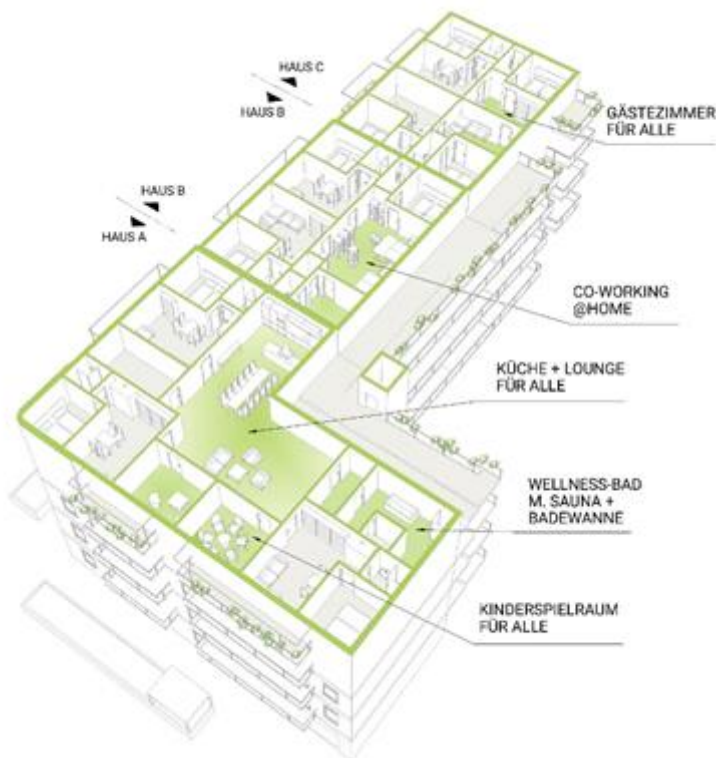 HAUS C
HAUS B
GÄSTEZIMMER
FÜR ALLE
HAUS B
HAUS A
CO-WORKING
@HOME
KÜCHE + LOUNGE
FÜR ALLE
WELLNESS-BAD
M. SAUNA +
BADEWANNE
KINDERSPIELRAUM
FÜR ALLE